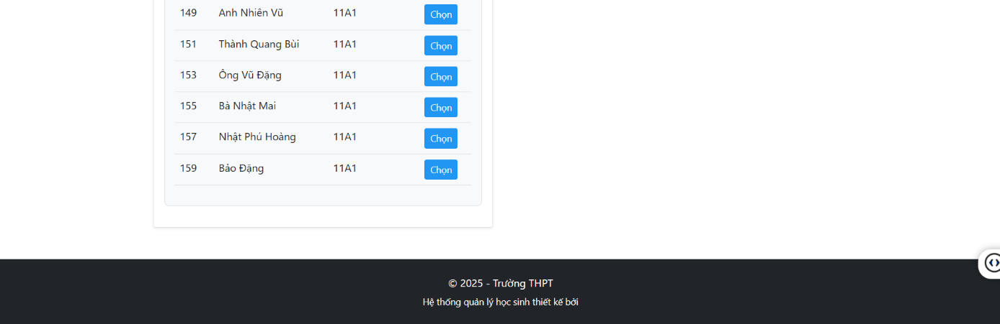 149 Anh Nhiên Vũ 11A1 Chọn
151 Thành Quang Bùi 11A1 Chọn
153 Ông Vũ Đặng 11A1 Chọn
155 Bà Nhật Mai 11A1 Chọn
157 Nhật Phú Hoàng 11A1 Chọn
159 Bảo Đặng 11A1 Chọn
© 2025 - Trường THPT
Hệ thống quản lý học sinh thiết kế bởi